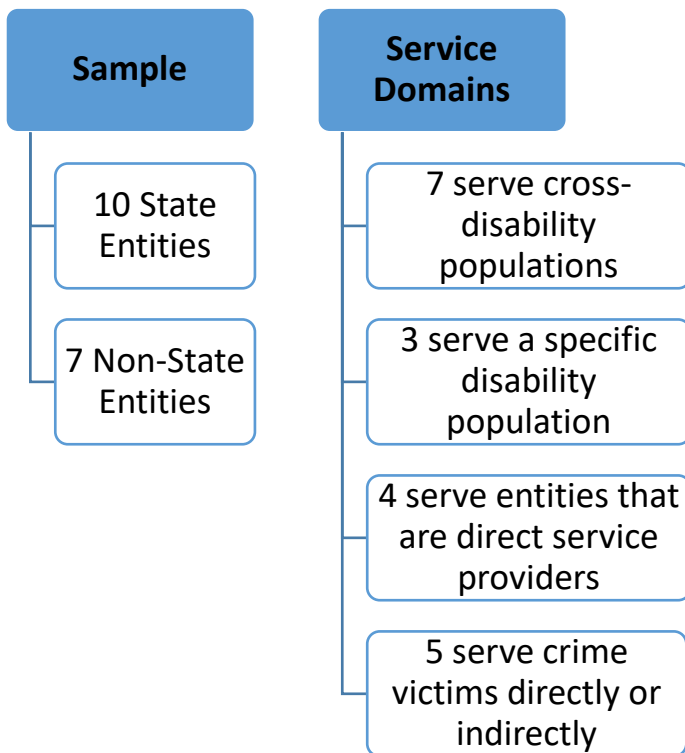 Sample
10 State
Entities
7 Non-State
Entities
Service
Domains
7 serve cross-
disability
populations
3 serve a specific
disability
population
4 serve entities that
are direct service
providers
5 serve crime
victims directly or
indirectly